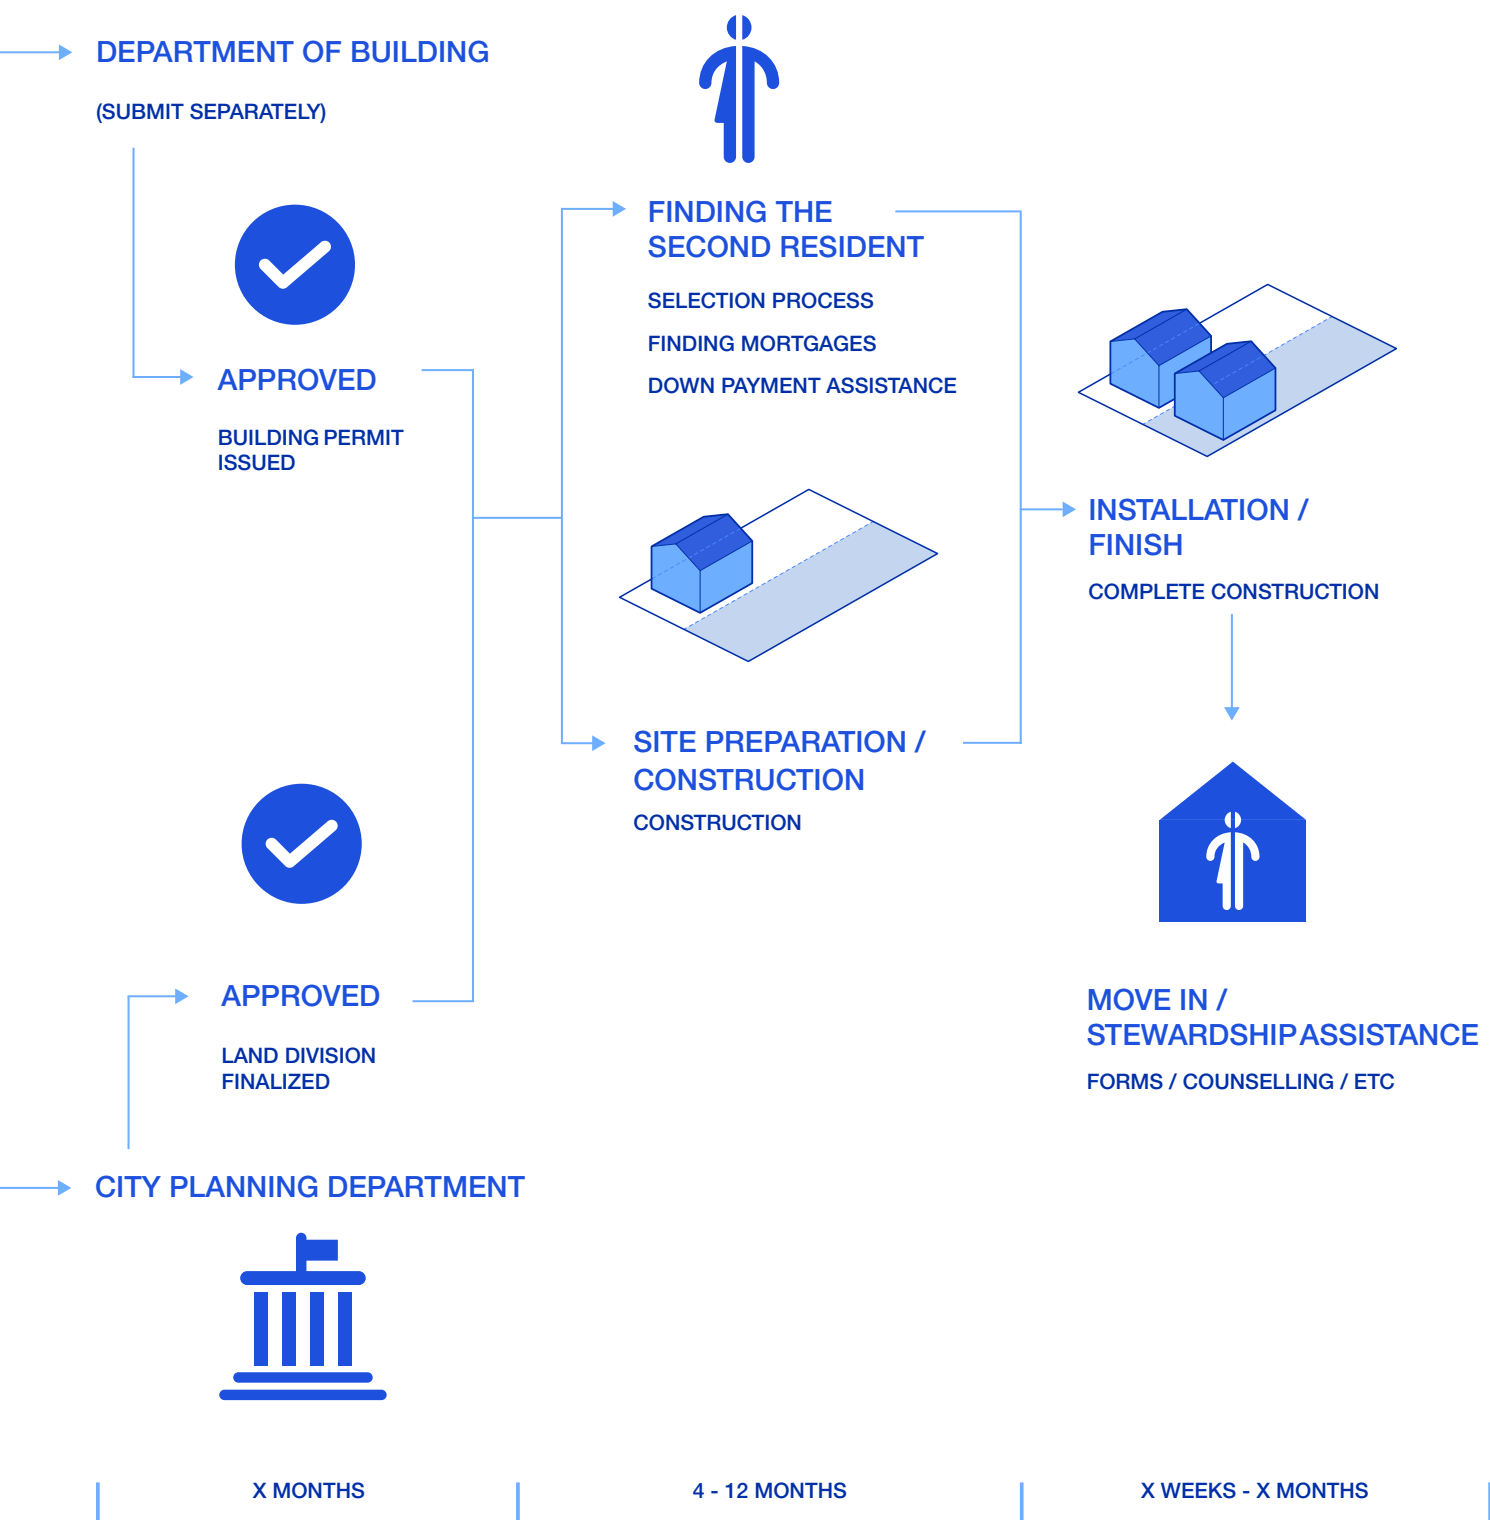 DEPARTMENT OF BUILDING
(SUBMIT SEPARATELY)
APPROVED
BUILDING PERMIT
ISSUED
APPROVED
LAND DIVISION
FINALIZED
CITY PLANNING DEPARTMENT
FINDING THE
SECOND RESIDENT
SELECTION PROCESS
FINDING MORTGAGES
DOWN PAYMENT ASSISTANCE
SITE PREPARATION /
CONSTRUCTION
CONSTRUCTION
INSTALLATION /
FINISH
COMPLETE CONSTRUCTION
MOVE IN /
STEWARDSHIP ASSISTANCE
FORMS / COUNSELLING / ETC
X MONTHS
4 - 12 MONTHS
X WEEKS - X MONTHS